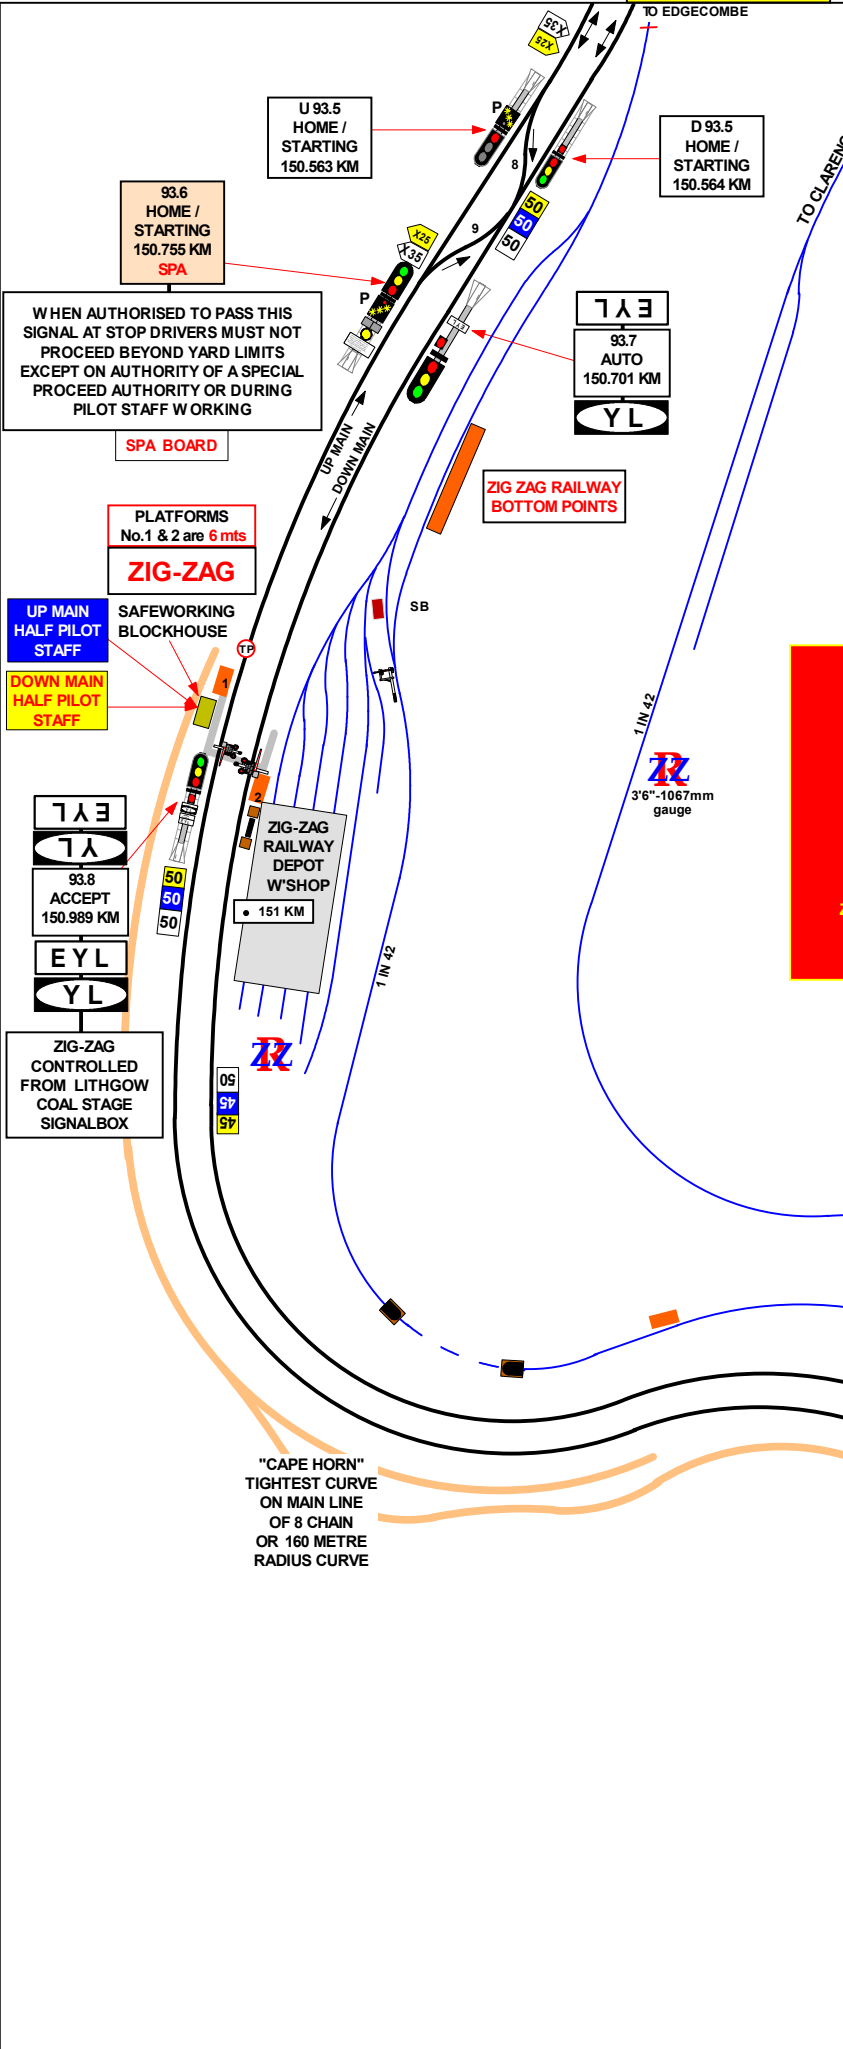 TO EDGECOMBE
X35
X25
P
U 93.5
HOME /
STARTING
150.563 KM
D 93.5
HOME /
STARTING
150.564 KM
8
TO CLARENC
93.6
HOME /
STARTING
150.755 KM
SPA
50
50
50
9
X25
X35
P
WHEN AUTHORISED TO PASS THIS
SIGNAL AT STOP DRIVERS MUST NOT
PROCEED BEYOND YARD LIMITS
EXCEPT ON AUTHORITY OF A SPECIAL
PROCEED AUTHORITY OR DURING
PILOT STAFF WORKING
SPA BOARD
EYL
93.7
AUTO
150.701 KM
YL
UP MAIN
DOWN MAIN
ZIG ZAG RAILWAY
BOTTOM POINTS
PLATFORMS
No.1 & 2 are 6 mts
ZIG-ZAG
UP MAIN
HALF PILOT
STAFF
SAFEWORKING
BLOCKHOUSE
TP
SB
DOWN MAIN
HALF PILOT
STAFF
1
2
1 IN 42
ZZR
3'6"-1067mm
gauge
EYL
YL
93.8
ACCEPT
150.989 KM
EYL
YL
50
50
50
ZIG-ZAG
RAILWAY
DEPOT
W'SHOP
151 KM
1 IN 42
Z
ZIG-ZAG
CONTROLLED
FROM LITHGOW
COAL STAGE
SIGNALBOX
ZZR
50
45
45
"CAPE HORN"
TIGHTEST CURVE
ON MAIN LINE
OF 8 CHAIN
OR 160 METRE
RADIUS CURVE